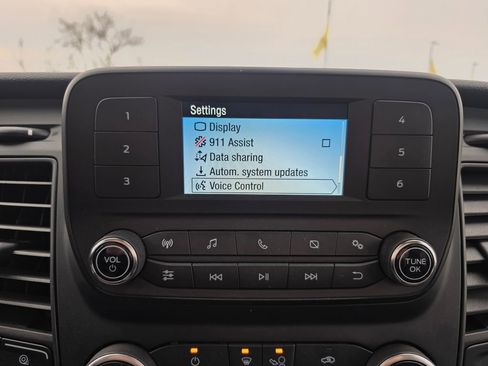 Settings
Display
911 Assist
Data sharing
Autom. system updates
Voice Control
1
2
3
4
5
6
VOL
TUNE
OK